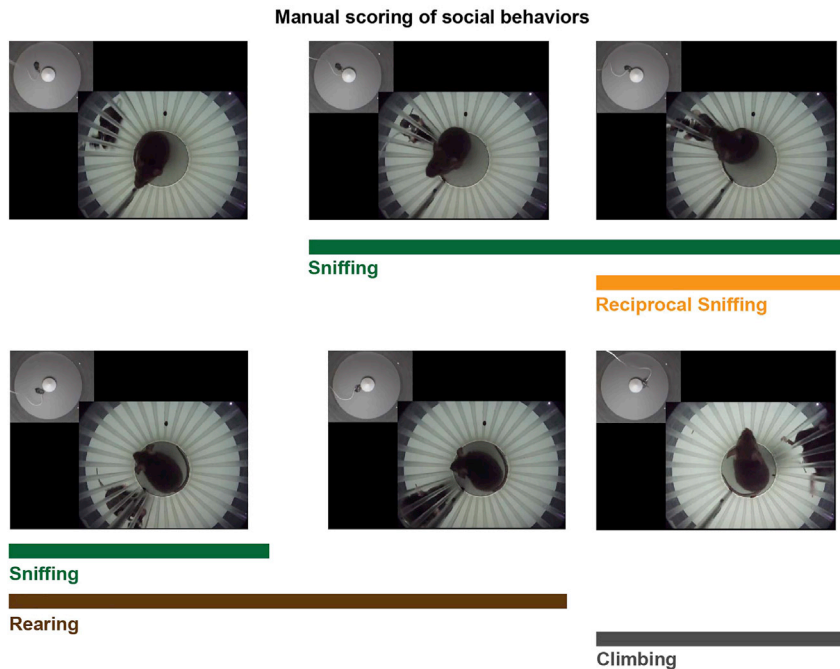 Manual scoring of social behaviors
Sniffing
Reciprocal Sniffing
Sniffing
Rearing
Climbing